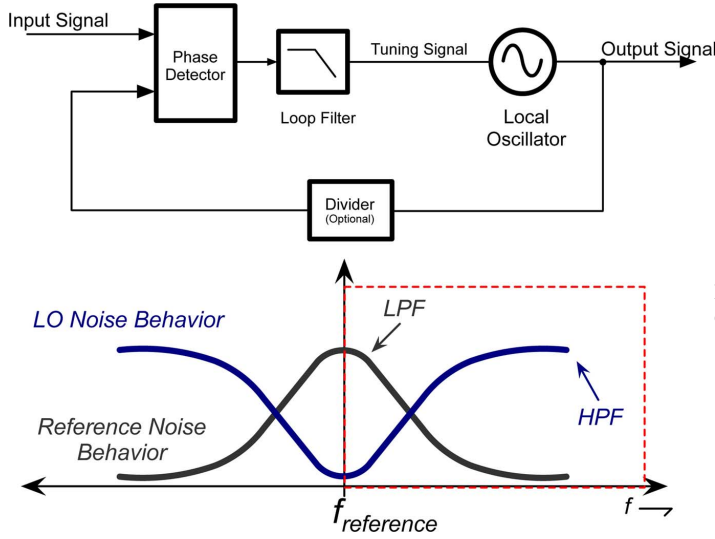 Input Signal
Phase
Detector
Loop Filter
Tuning Signal
Local
Oscillator
Output Signal
Divider
(Optional)
LO Noise Behavior
LPF
HPF
Reference Noise
Behavior
f reference
f